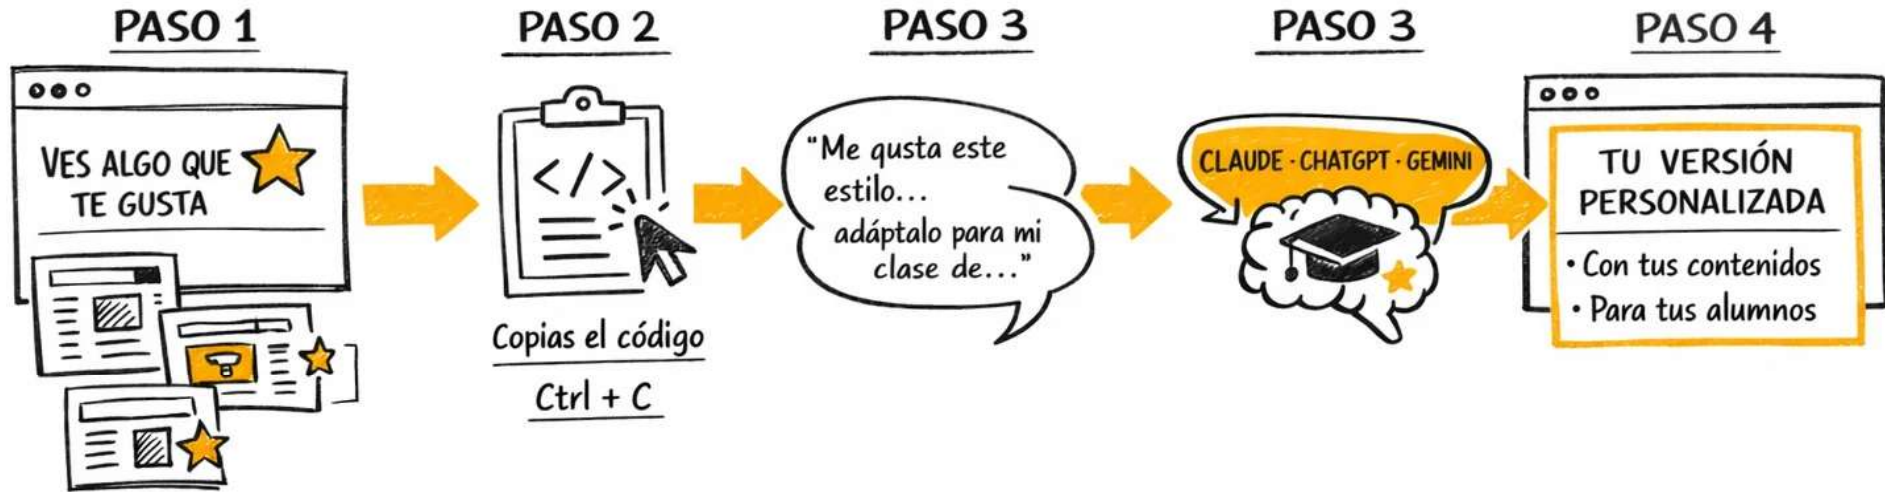 PASO 1
VES ALGO QUE
TE GUSTA
PASO 2
</>
Copias el código
Ctrl + C
PASO 3
"Me qusta este
estilo...
adáptalo para mi
clase de..."
PASO 3
CLAUDE · CHATGPT · GEMINI
PASO 4
TU VERSIÓN
PERSONALIZADA
• Con tus contenidos
• Para tus alumnos